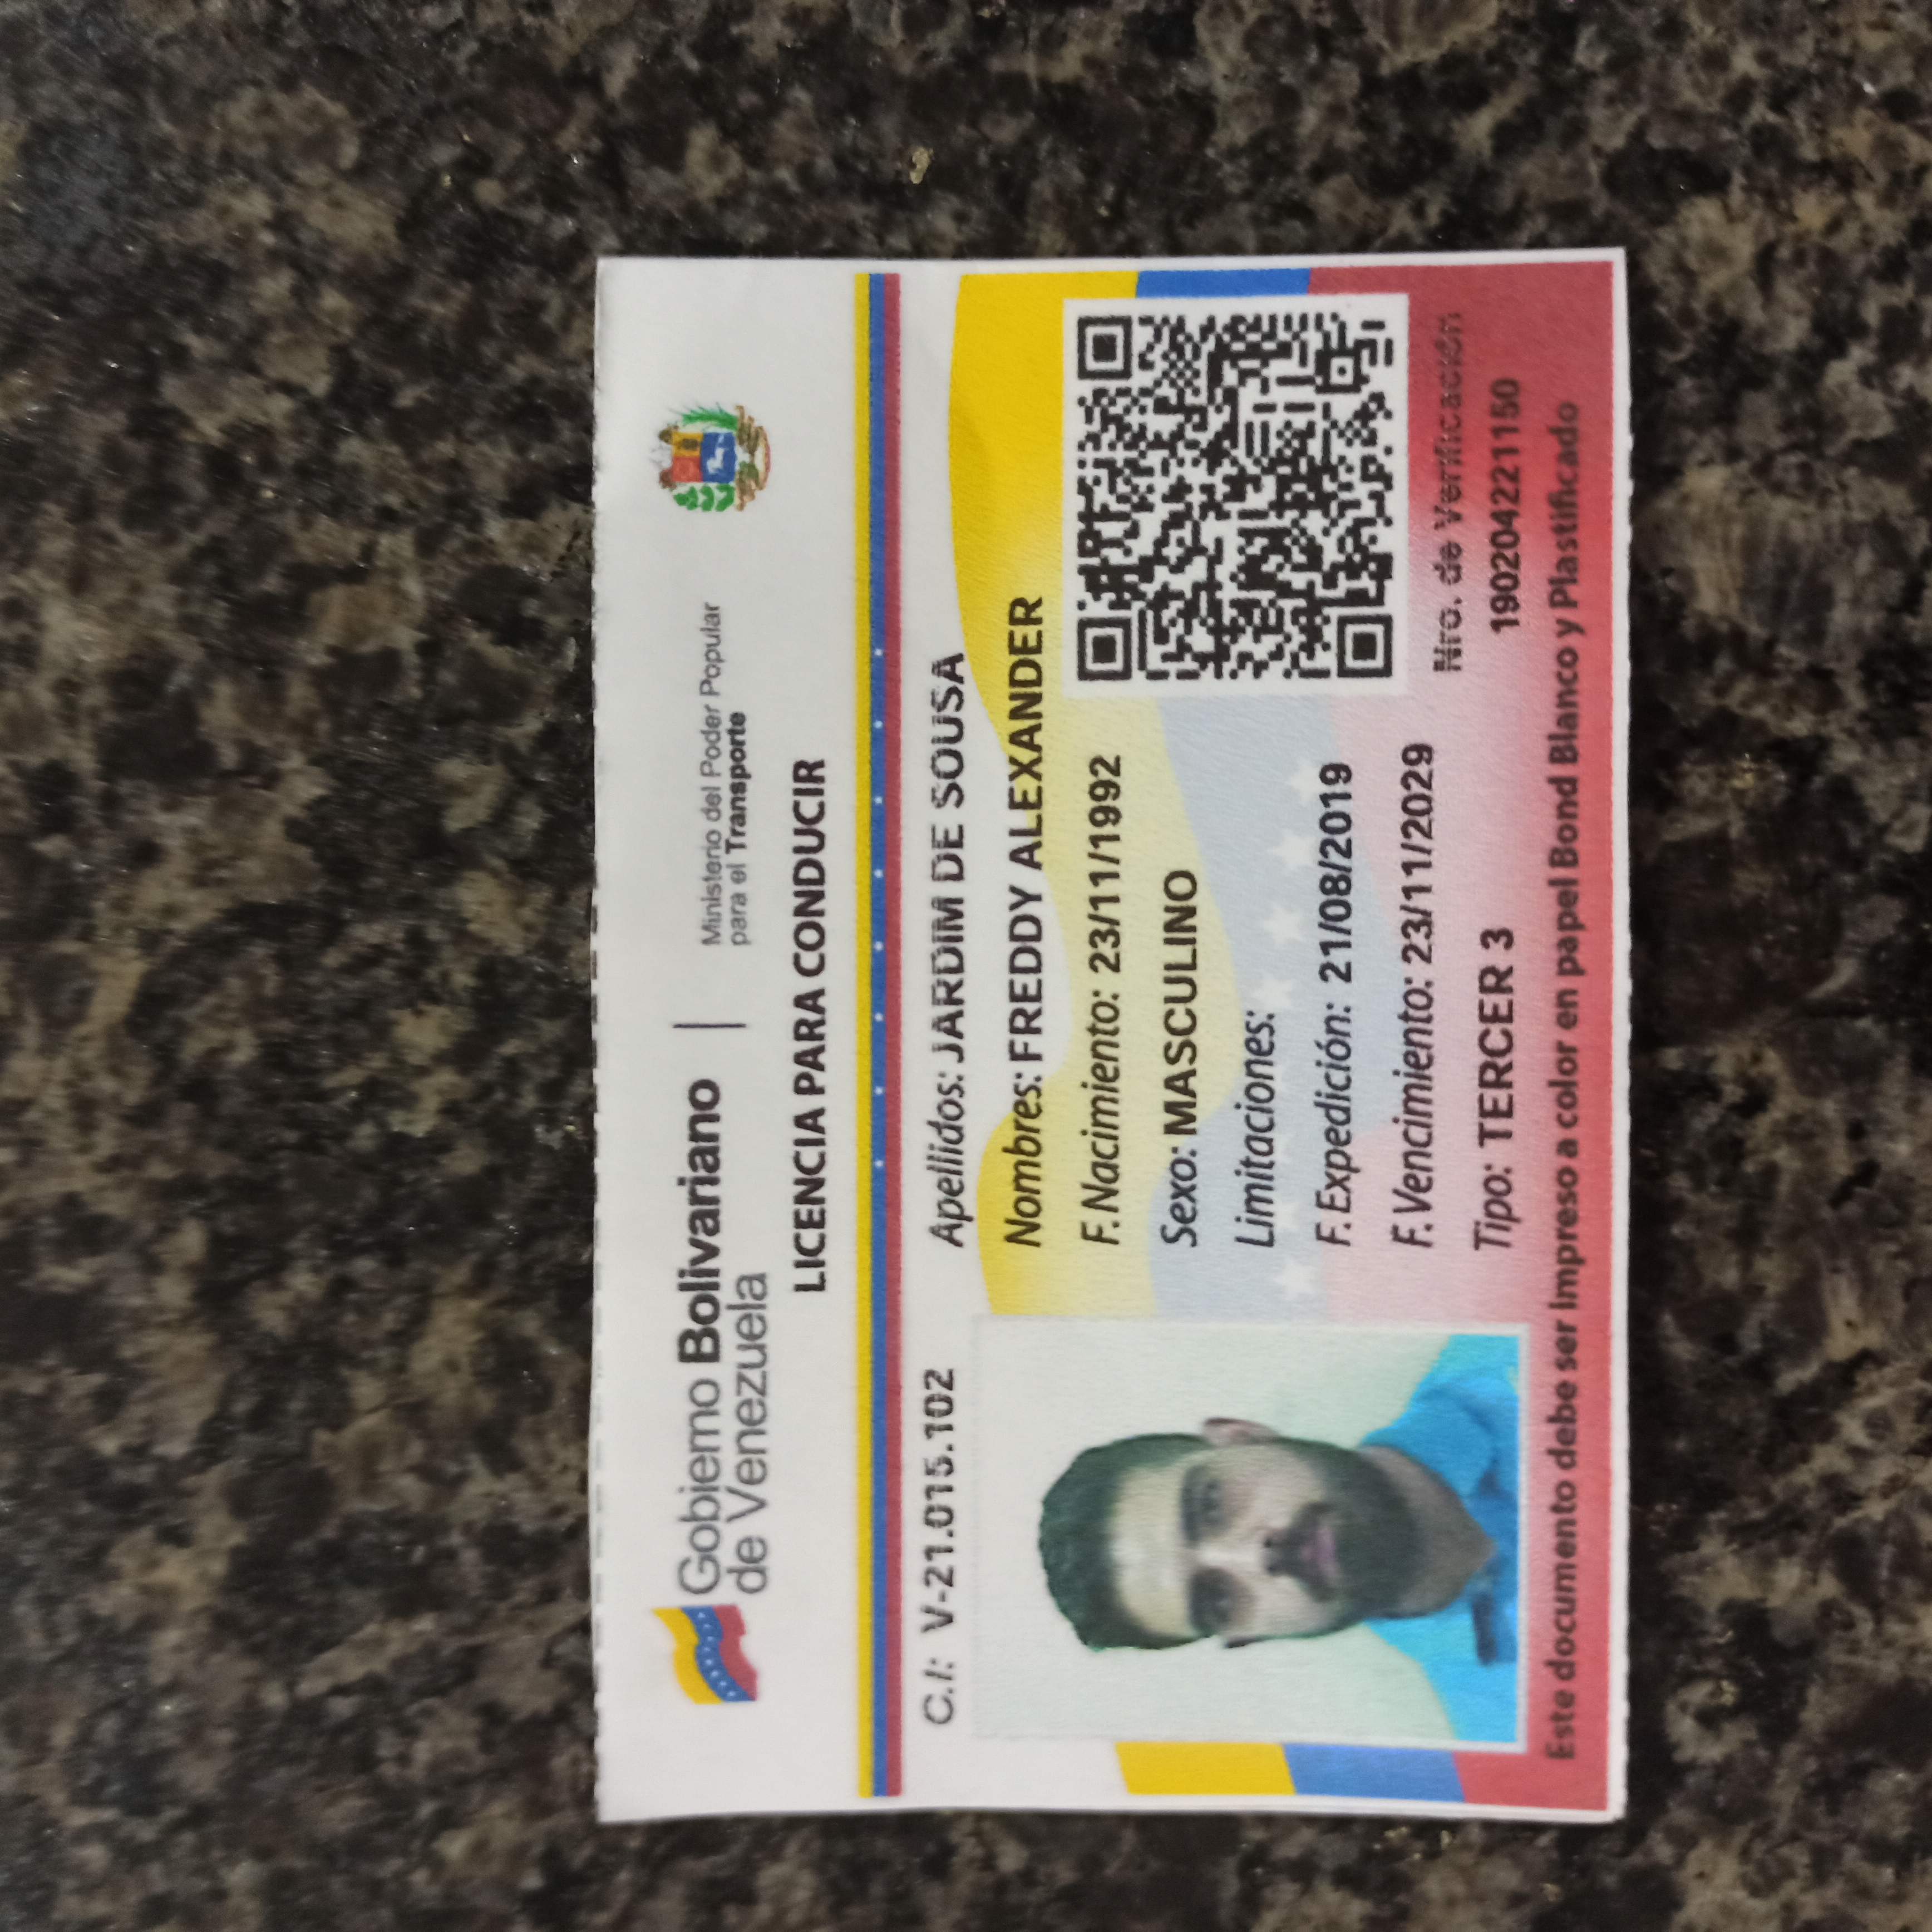 Gobierno Bolivariano
de Venezuela
Ministerio del Poder Popular
para el Transporte
LICENCIA PARA CONDUCIR
C.I: V-21.015.102
Apellidos: JARDIM DE SOUSA
Nombres: FREDDY ALEXANDER
F. Nacimiento: 23/11/1992
Sexo: MASCULINO
Limitaciones:
F. Expedición: 21/08/2019
F. Vencimiento: 23/11/2029
Tipo: TERCER 3
Nro. de Verificación
190204221150
Este documento debe ser impreso a color en papel Bond Blanco y Plastificado